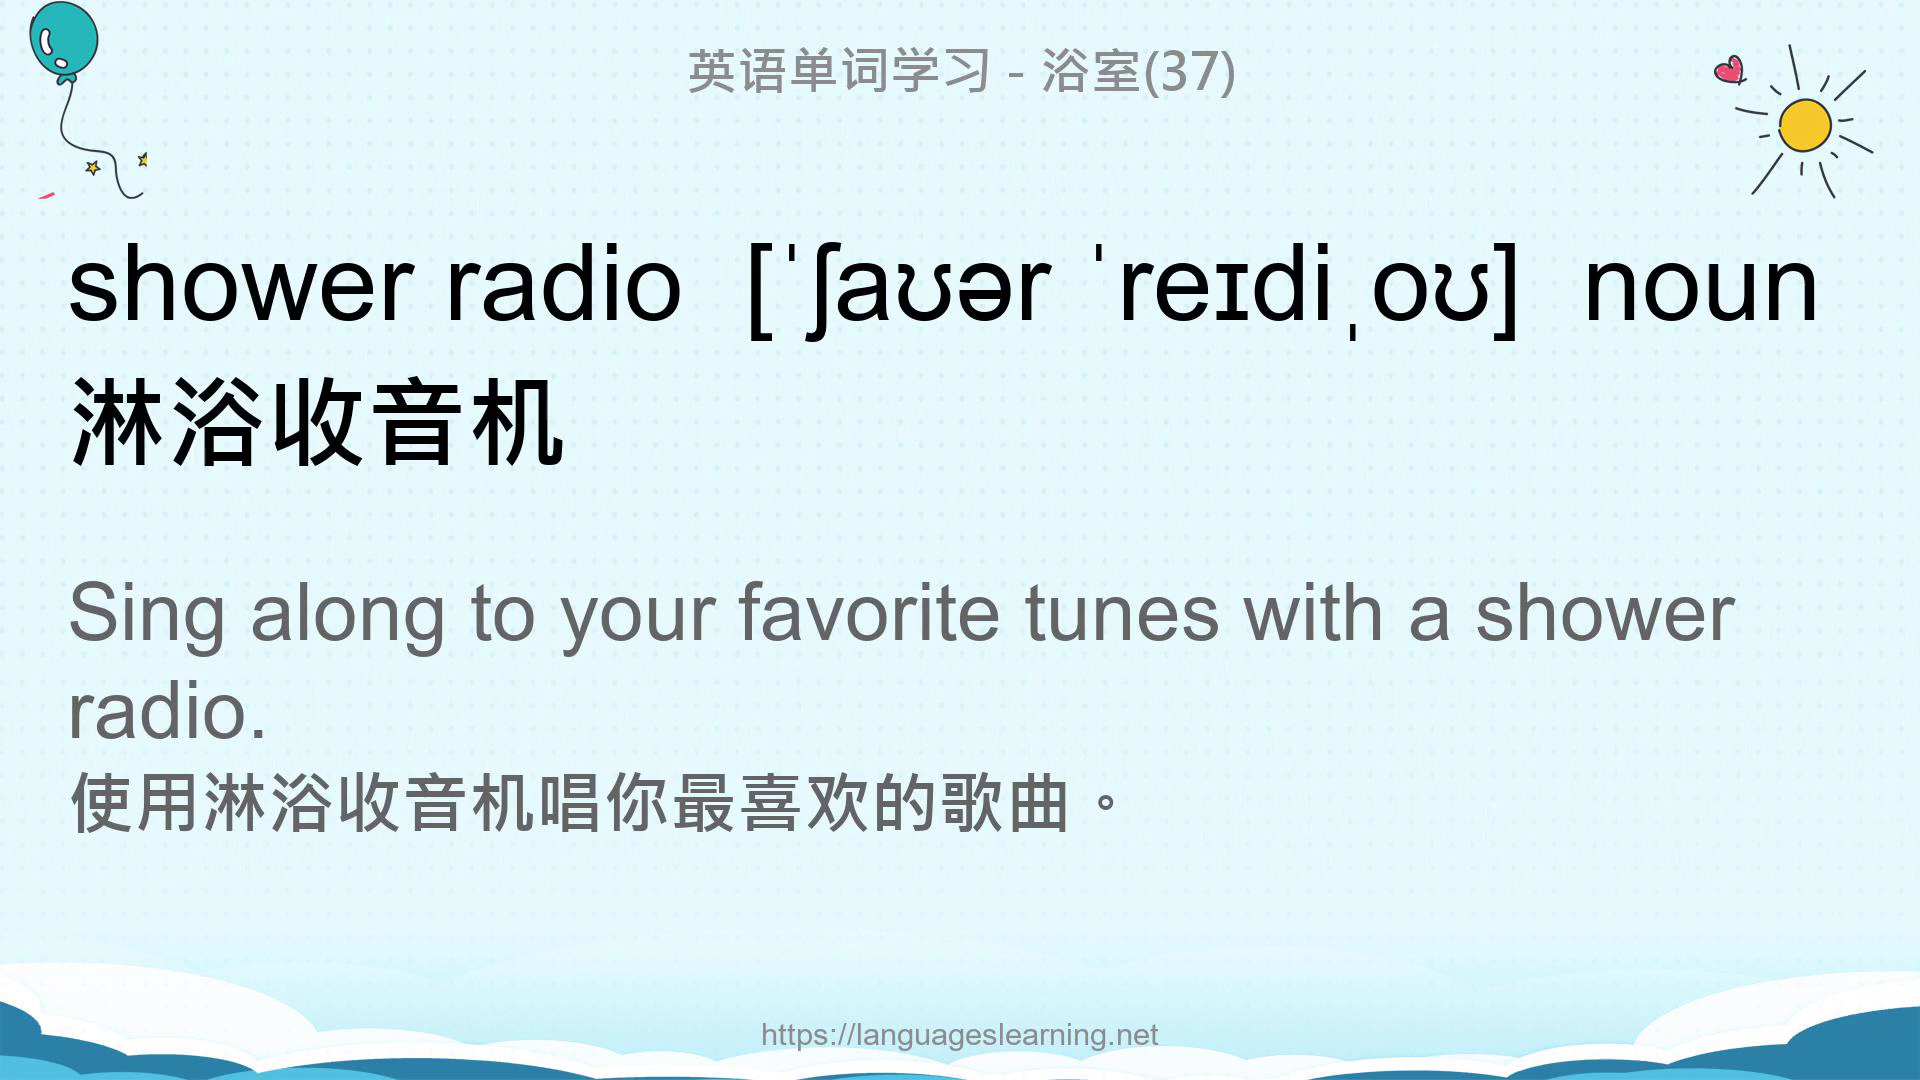 英语单词学习 - 浴室(37)
shower radio  [ˈʃaʊər ˈreɪdiˌoʊ]  noun
淋浴收音机
Sing along to your favorite tunes with a shower
radio.
使用淋浴收音机唱你最喜欢的歌曲。
https://languageslearning.net